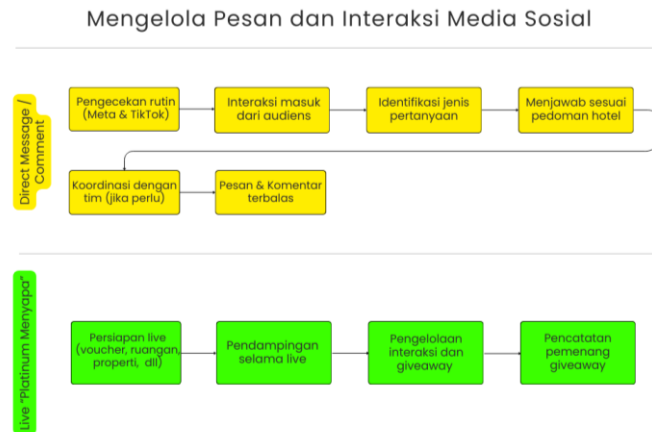 Mengelola Pesan dan Interaksi Media Sosial
Direct Message /
Comment
Pengecekan rutin
(Meta & TikTok)
Interaksi masuk
dari audiens
Identifikasi jenis
pertanyaan
Menjawab sesuai
pedoman hotel
Koordinasi dengan
tim (jika perlu)
Pesan & Komentar
terbalas
Live "Platinum Menyapa"
Persiapan live
(voucher, ruangan,
properti, dll)
Pendampingan
selama live
Pengelolaan
interaksi dan
giveaway
Pencatatan
pemenang
giveaway